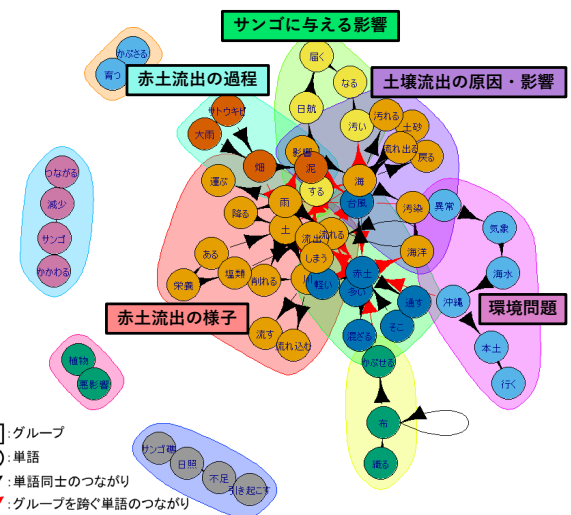 サンゴに与える影響
届く
かぶさる
育つ
赤土流出の過程
なる
土壌流出の原因・影響
サトウキビ
日航
汚れる
大雨
汚い
土砂
影響
流れ出る
戻る
つながる
畑
泥
運ぶ
海
する
減少
雨
台風
汚染
異常
降る
気象
サンゴ
土
流出
流れる
海洋
ある
しまう
かかわる
塩類
赤土
海水
栄養
削れる
軽い
多い
通す
沖縄
環境問題
赤土流出の様子
そこ
流す
混ざる
流れ込む
本土
植物
かぶせる
悪影響
行く
布
:グループ
サンゴ礁
織る
:単語
日照
不足
:単語同士のつながり
引き起こす
:グループを跨ぐ単語のつながり